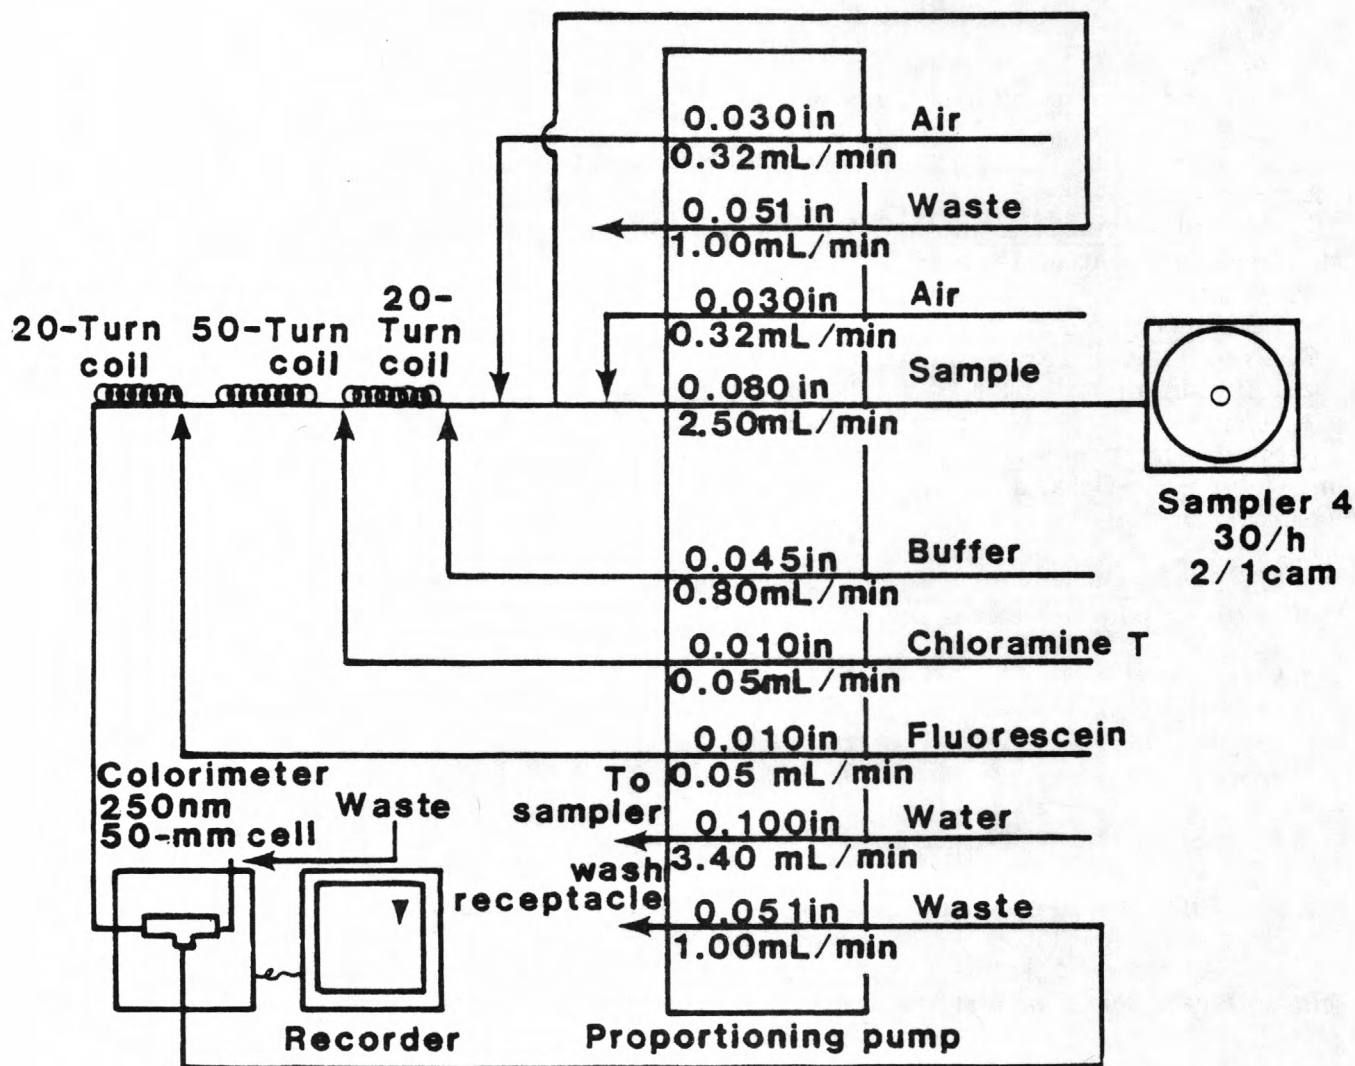 0.030in Air
0.32mL/min
0.051in Waste
1.00mL/min
0.030in Air
0.32mL/min
20-Turn
coil
50-Turn
coil
20-
Turn
coil
0.080in Sample
2.50mL/min
Sampler 4
30/h
2/1cam
0.045in Buffer
0.80mL/min
0.010in Chloramine T
0.05mL/min
0.010in Fluorescein
0.05 mL/min
To
sampler
wash
receptacle
0.100in Water
3.40 mL/min
0.051in Waste
1.00mL/min
Colorimeter
250nm
50-mm cell
Waste
Recorder
Proportioning pump